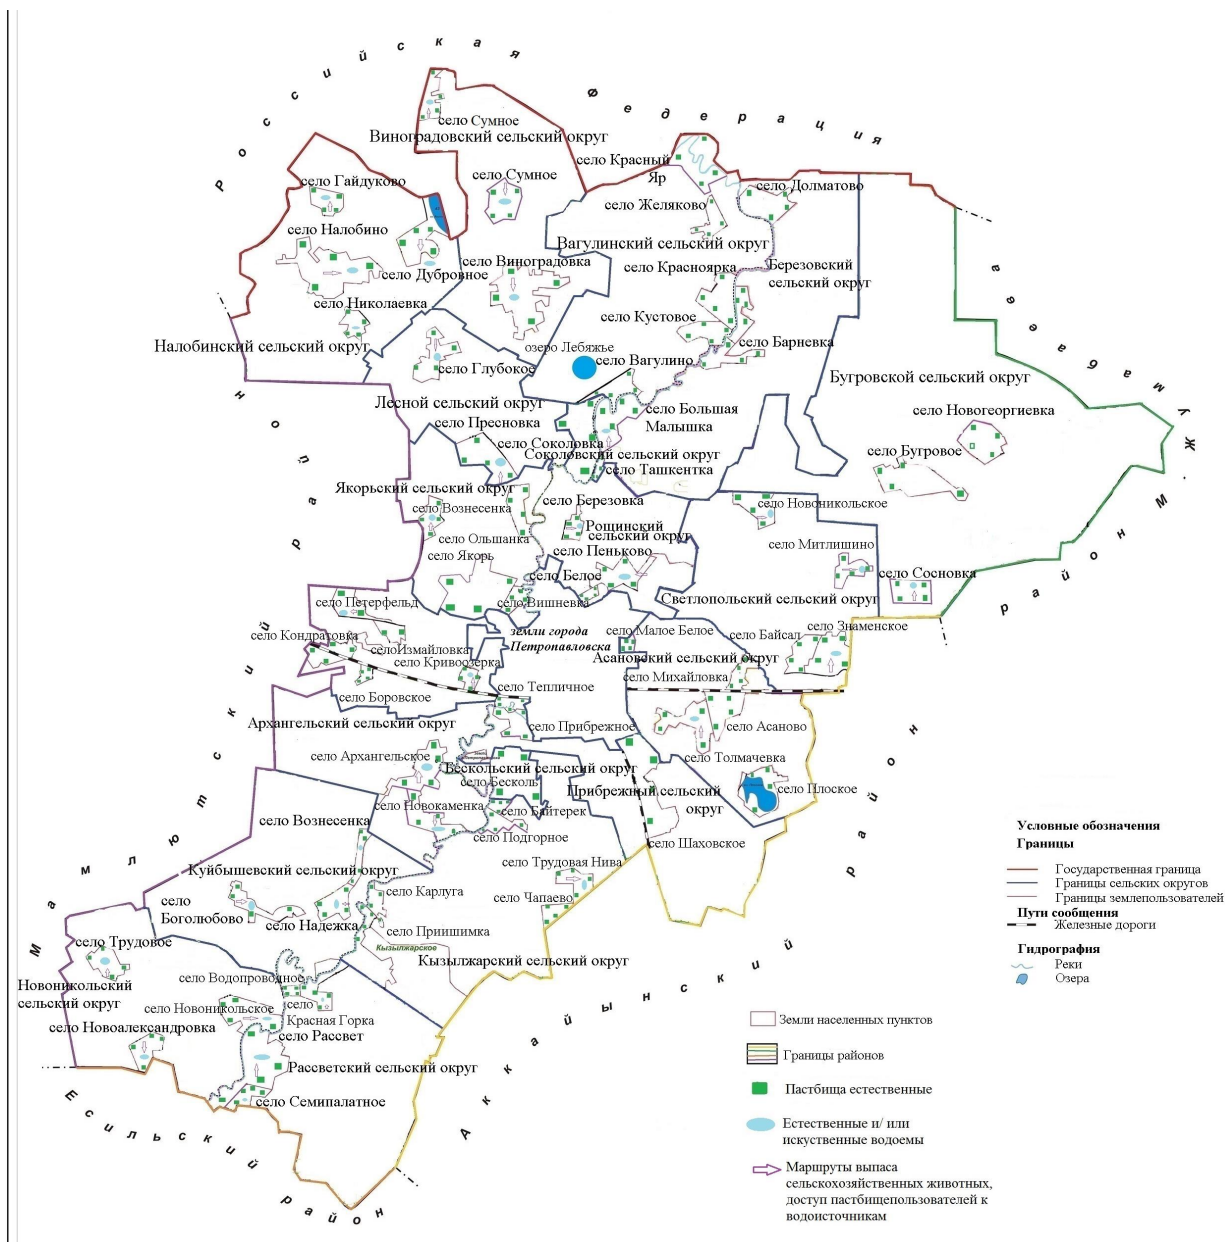 Российская Федерация
село Сумное
Виноградовский сельский округ
село Красный
Яр
село Гайдуково
село Сумное
село Долматово
село Желяково
село Налобино
Вагулинский сельский округ
село Дубровное
село Виноградовка
село Красноярка
Березовский
сельский округ
село Николаевка
село Кустовое
Налобинский сельский округ
озеро Лебяжье
село Барневка
село Вагулино
село Глубокое
Бугровской сельский округ
Лесной сельский округ
село Большая
Малышка
село Новогеоргиевка
село Пресновка
село Соколовка
Соколовский сельский округ
село Бугровое
село Ташкентка
Якорьский сельский округ
село Вознесенка
село Березовка
село Новоникольское
Рощинский
сельский округ
село Ольшанка
село Якорь
село Пеньково
село Митлишино
село Белое
село Сосновка
село Петерфельд
село Вишневка
Светлопольский сельский округ
село Кондратовка
земли города
Петропавловска
село Малое Белое
село Байсал
село Знаменское
селоИзмайловка
село Кривоозерка
Асановский сельский округ
село Михайловка
село Боровское
село Тепличное
Архангельский сельский округ
село Прибрежное
село Асаново
село Архангельское
село Толмачевка
Бескольский сельский округ
село Бесколь
Прибрежный сельский
округ
село Плоское
село Новокаменка
село Байтерек
село Вознесенка
село Подгорное
село Шаховское
село Трудовая Нива
Куйбышевский сельский округ
село Карлуга
село Чапаево
село
Боголюбово
село Надежка
село Приишимка
Кызылжарское
Кызылжарский сельский округ
село Трудовое
село Водопроводное
Новоникольский
сельский округ
село Новоникольское
село
Красная Горка
село Новоалександровка
село Рассвет
Рассветский сельский округ
село Семипалатное
Мамлютский район
район М. Жумабаева
Аккайынский район
Есильский район
Условные обозначения
Границы
Государственная граница
Границы сельских округов
Границы землепользователей
Пути сообщения
Железные дороги
Гидрография
Реки
Озера
Земли населенных пунктов
Границы районов
Пастбища естественные
Естественные и/ или
искуственные водоемы
Маршруты выпаса
сельскохозяйственных животных,
доступ пастбищепользователей к
водоисточникам